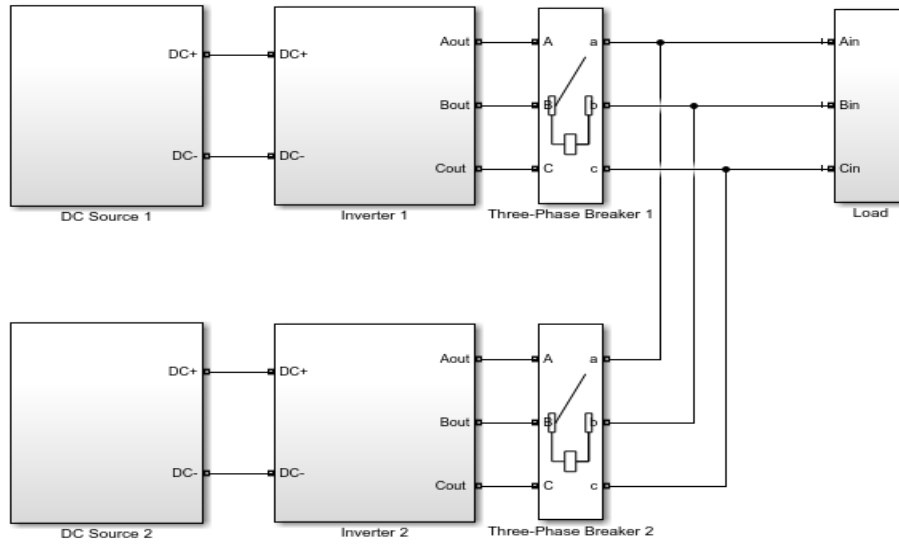 DC+ DC+ Aout A a Ain
Bout B b Bin
DC- DC- Cout C c Cin
DC Source 1 Inverter 1 Three-Phase Breaker 1 Load
Aout A a
DC+ DC+
Bout B b
DC- DC- Cout C c
DC Source 2 Inverter 2 Three-Phase Breaker 2